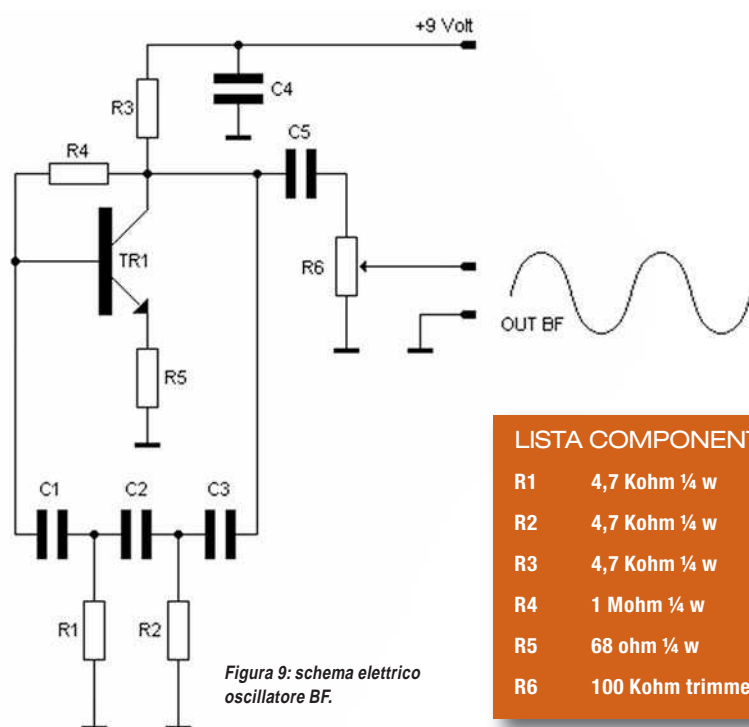 +9 Volt
R3
C4
C5
R4
TR1
R6
OUT BF
R5
C1
C2
C3
R1
R2
Figura 9: schema elettrico
oscillatore BF.
LISTA COMPONENT
R1 4,7 Kohm ¼ w
R2 4,7 Kohm ¼ w
R3 4,7 Kohm ¼ w
R4 1 Mohm ¼ w
R5 68 ohm ¼ w
R6 100 Kohm trimme